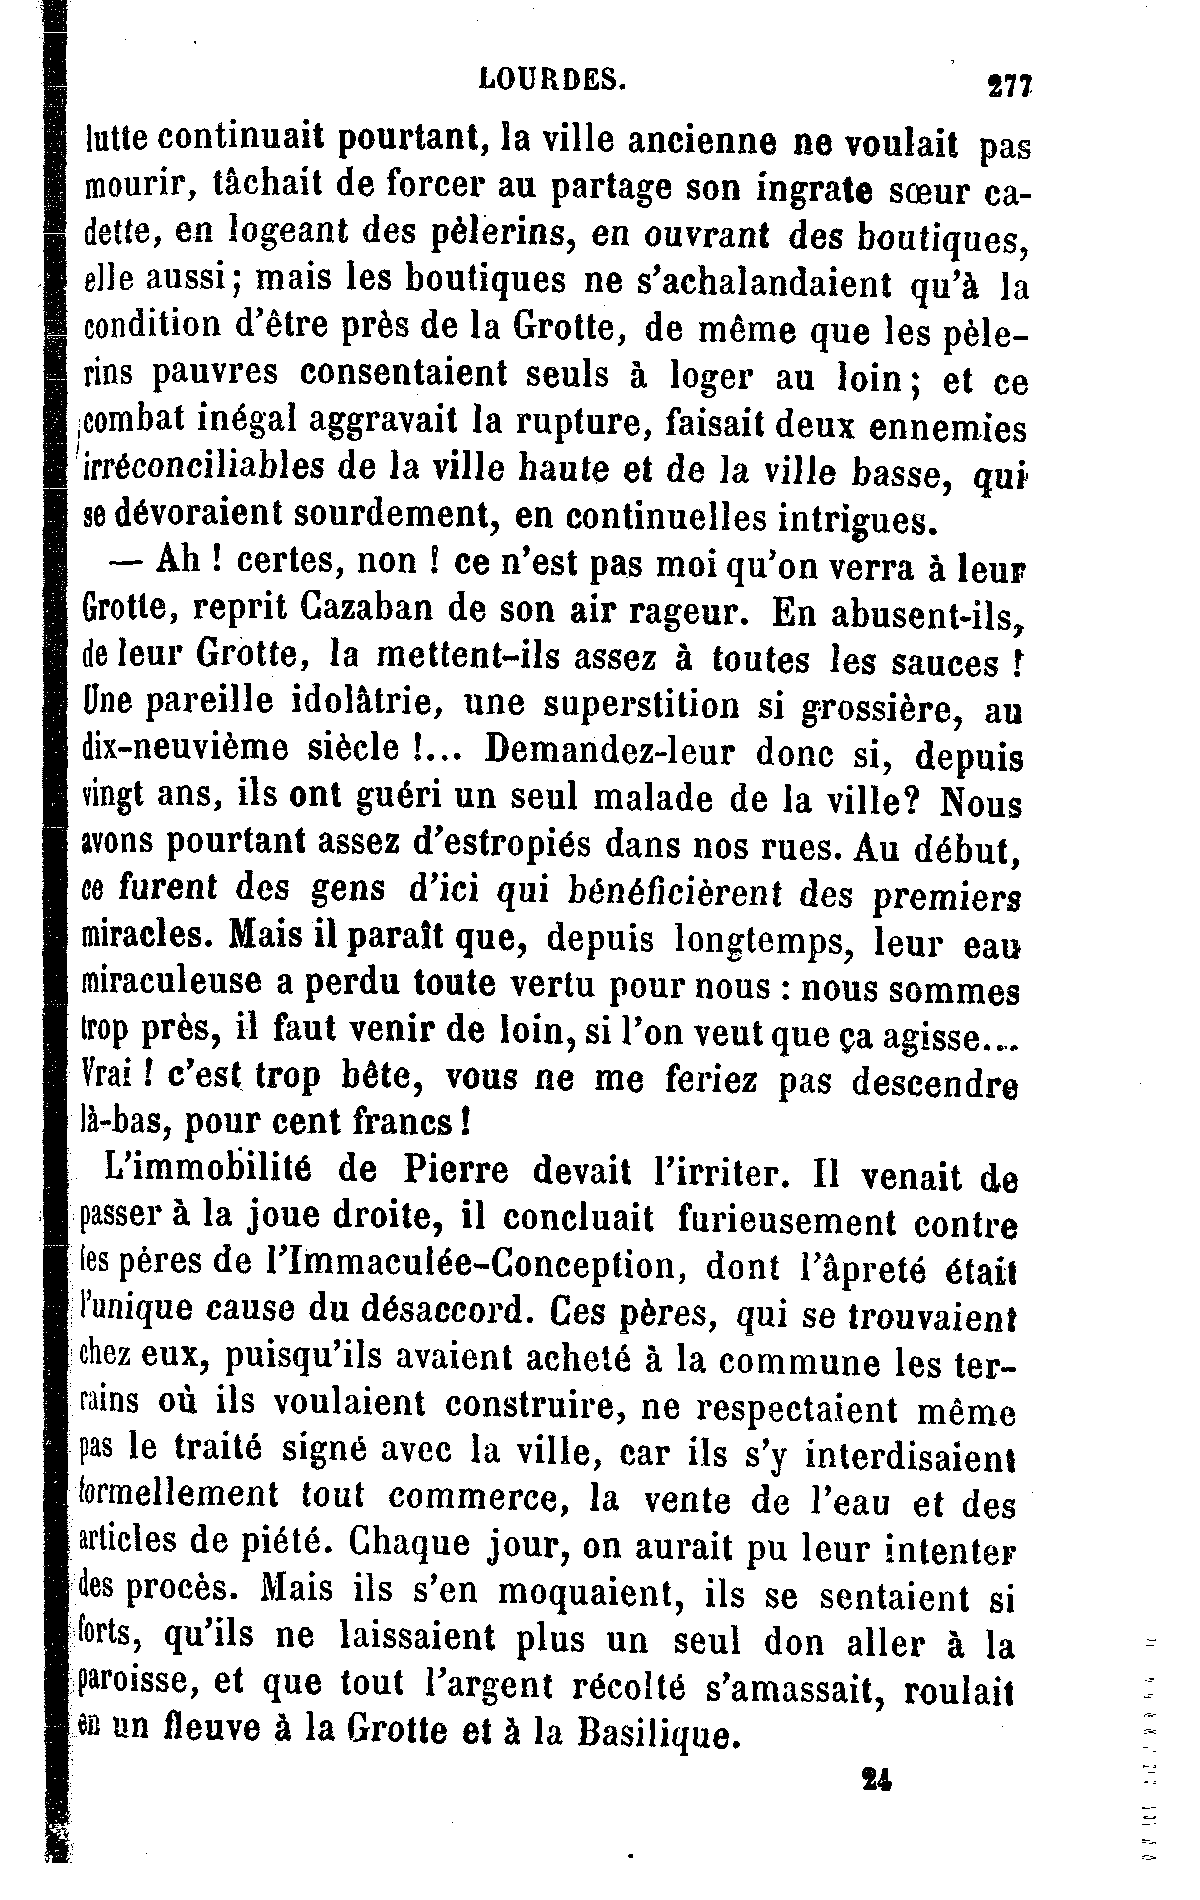 LOURDES. 277
lutte continuait pourtant, la ville ancienne ne voulait pas
mourir, tâchait de forcer au partage son ingrate sœur ca-
dette, en logeant des pèlerins, en ouvrant des boutiques,
elle aussi; mais les boutiques ne s'achalandaient qu'à la
condition d'être près de la Grotte, de même que les pèle-
rins pauvres consentaient seuls à loger au loin; et ce
combat inégal aggravait la rupture, faisait deux ennemies
irréconciliables de la ville haute et de la ville basse, qui
se dévoraient sourdement, en continuelles intrigues.
— Ah ! certes, non ! ce n'est pas moi qu'on verra à leur
Grotte, reprit Cazaban de son air rageur. En abusent-ils,
de leur Grotte, la mettent-ils assez à toutes les sauces !
Une pareille idolâtrie, une superstition si grossière, au
dix-neuvième siècle !... Demandez-leur donc si, depuis
vingt ans, ils ont guéri un seul malade de la ville? Nous
avons pourtant assez d'estropiés dans nos rues. Au début,
ce furent des gens d'ici qui bénéficièrent des premiers
miracles. Mais il paraît que, depuis longtemps, leur eau
miraculeuse a perdu toute vertu pour nous : nous sommes
trop près, il faut venir de loin, si l'on veut que ça agisse...
Vrai ! c'est trop bête, vous ne me feriez pas descendre
là-bas, pour cent francs !
L'immobilité de Pierre devait l'irriter. Il venait de
passer à la joue droite, il concluait furieusement contre
les pères de l'Immaculée-Conception, dont l'âpreté était
l'unique cause du désaccord. Ces pères, qui se trouvaient
chez eux, puisqu'ils avaient acheté à la commune les ter-
rains où ils voulaient construire, ne respectaient même
pas le traité signé avec la ville, car ils s'y interdisaient
formellement tout commerce, la vente de l'eau et des
articles de piété. Chaque jour, on aurait pu leur intenter
des procès. Mais ils s'en moquaient, ils se sentaient si
forts, qu'ils ne laissaient plus un seul don aller à la
paroisse, et que tout l'argent récolté s'amassait, roulait
en un fleuve à la Grotte et à la Basilique.
24